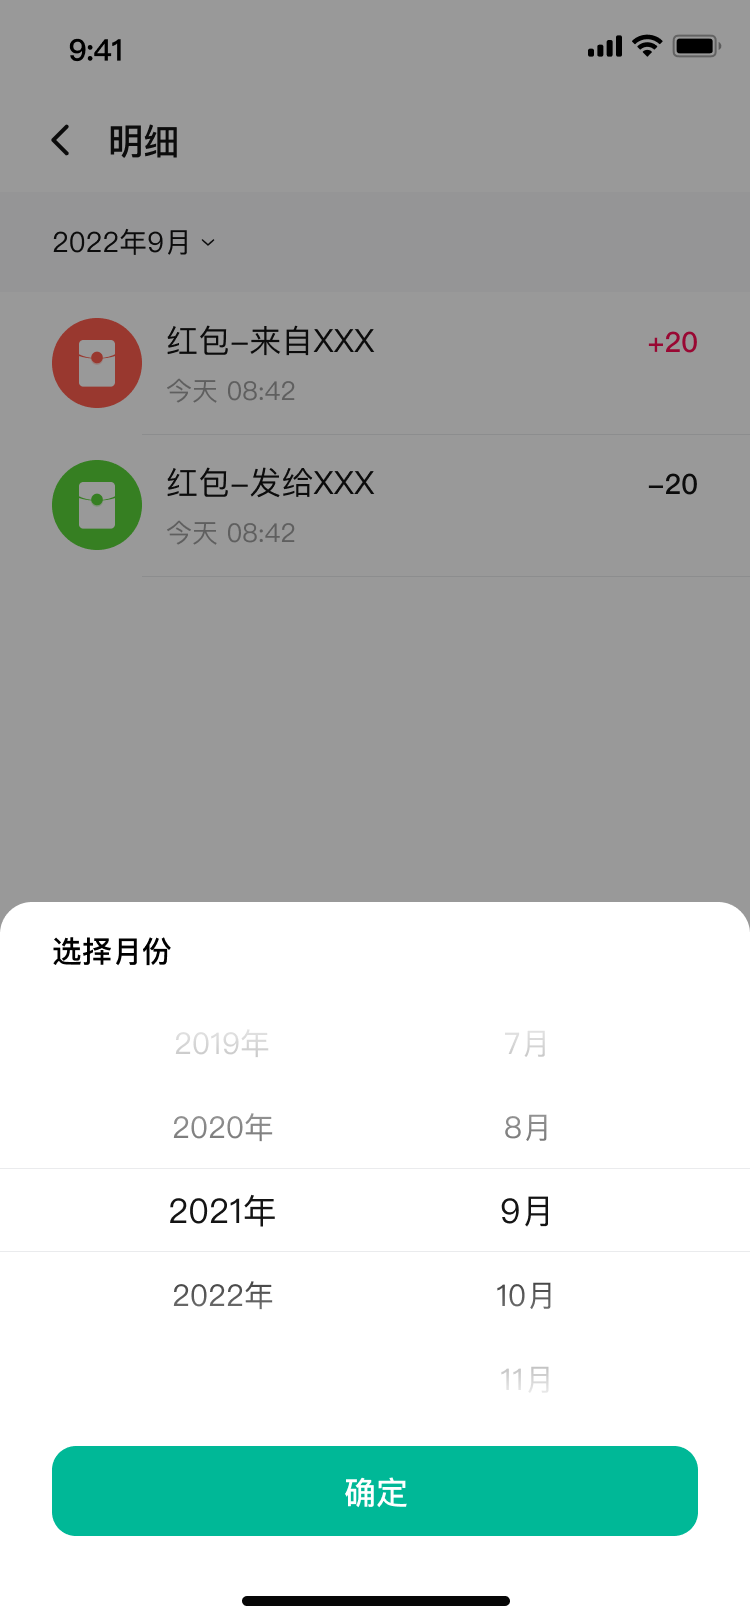 9:41
明细
2022年9月
红包-来自XXX
+20
今天 08:42
红包-发给XXX
-20
今天 08:42
选择月份
2019年 7月
2020年 8月
2021年 9月
2022年 10月
11月
确定